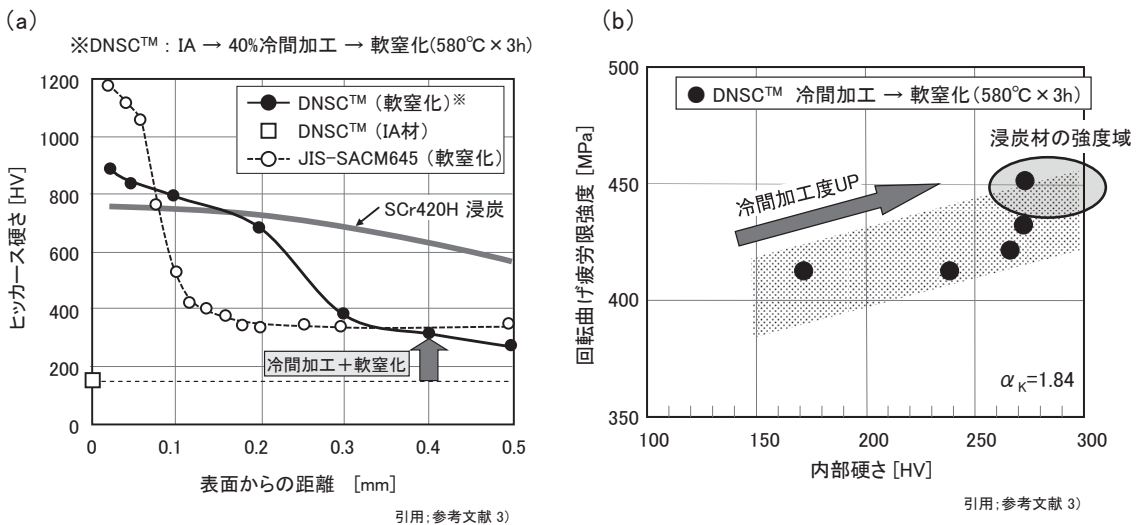 (a)
※DNSC™ : IA → 40%冷間加工 → 軟窒化(580℃×3h)
DNSC™ (軟窒化)※
DNSC™ (IA材)
JIS-SACM645 (軟窒化)
SCr420H 浸炭
冷間加工＋軟窒化
ヒッカース硬さ [HV]
1200
1000
800
600
400
200
0
0
0.1
0.2
0.3
0.4
0.5
表面からの距離 [mm]
引用;参考文献 3)
(b)
DNSC™ 冷間加工 → 軟窒化(580℃×3h)
浸炭材の強度域
冷間加工度UP
αK=1.84
回転曲げ疲労限強度 [MPa]
500
450
400
350
100
150
200
250
300
内部硬さ [HV]
引用;参考文献 3)